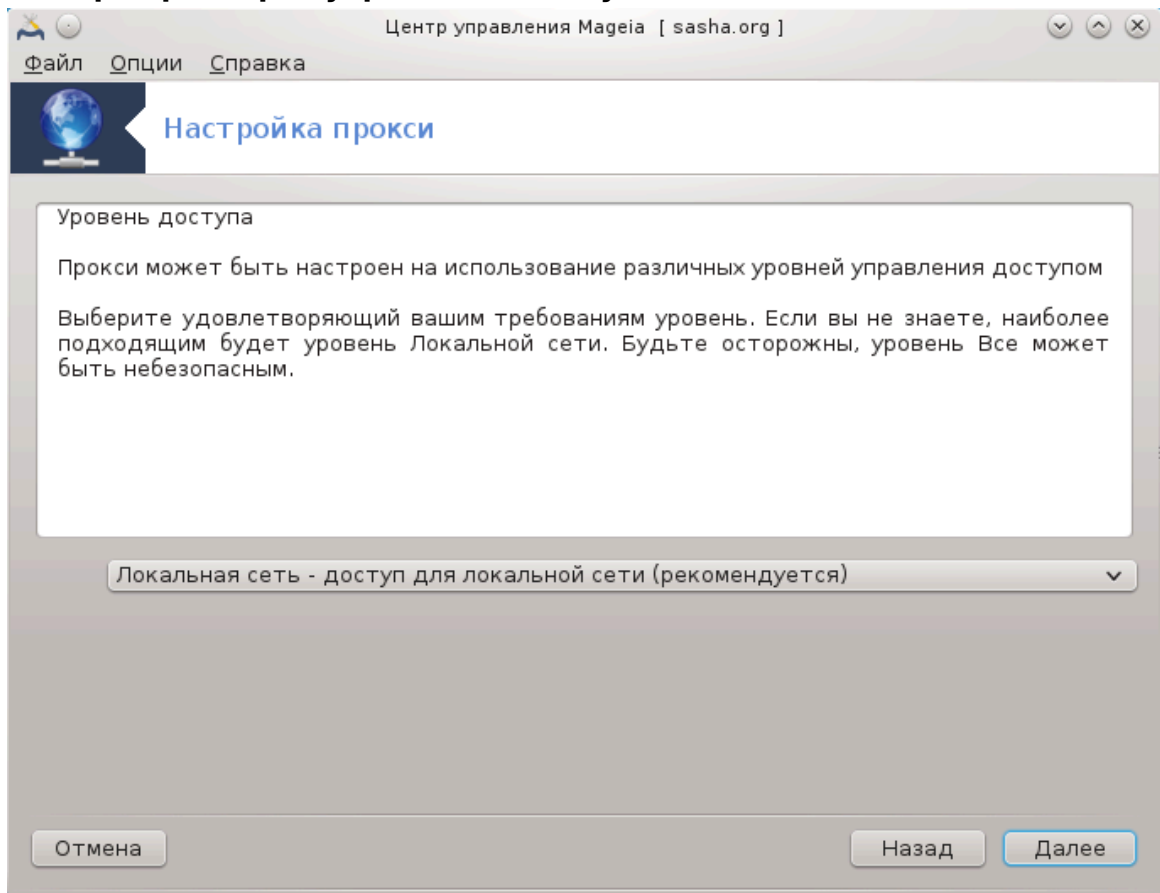 Центр управления Mageia [ sasha.org ]
Файл Опции Справка
Настройка прокси
Уровень доступа
Прокси может быть настроен на использование различных уровней управления доступом
Выберите удовлетворяющий вашим требованиям уровень. Если вы не знаете, наиболее
подходящим будет уровень Локальной сети. Будьте осторожны, уровень Все может
быть небезопасным.
Локальная сеть - доступ для локальной сети (рекомендуется)
Отмена Назад Далее